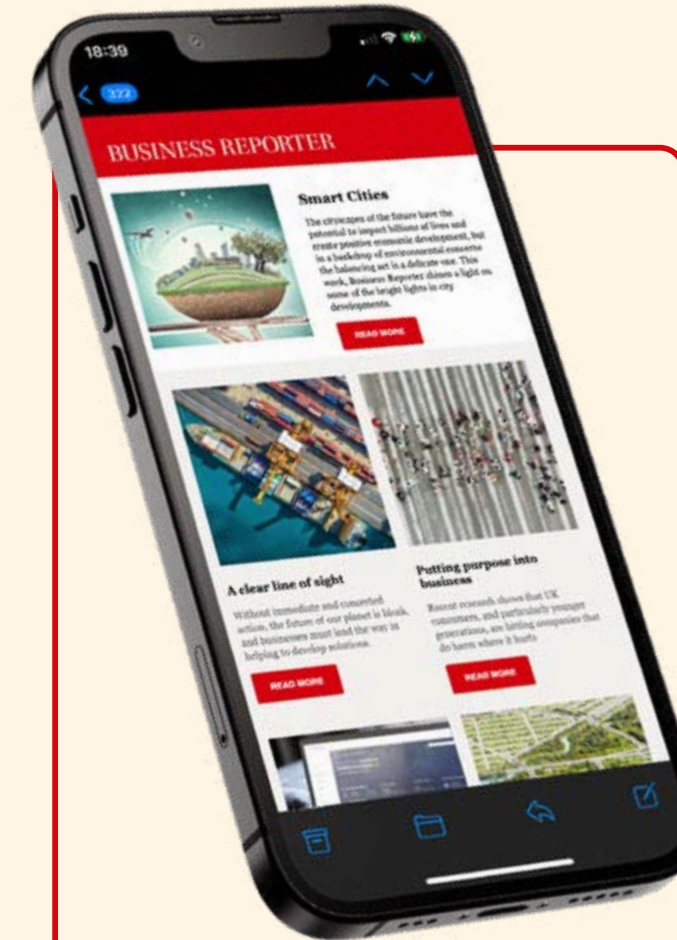 18:39
322
BUSINESS REPORTER
Smart Cities
The cityscapes of the future have the
potential to impact billions of lives and
create positive economic development, but
in a backdrop of environmental concerns
the balancing act is a delicate one. This
week, Business Reporter shines a light on
some of the bright lights in city
developments.
READ MORE
A clear line of sight
Without immediate and concerted
action, the future of our planet is bleak,
and businesses must lead the way in
helping to develop solutions.
READ MORE
Putting purpose into
business
Recent research shows that UK
consumers, and particularly younger
generations, are hitting companies that
do harm where it hurts
READ MORE